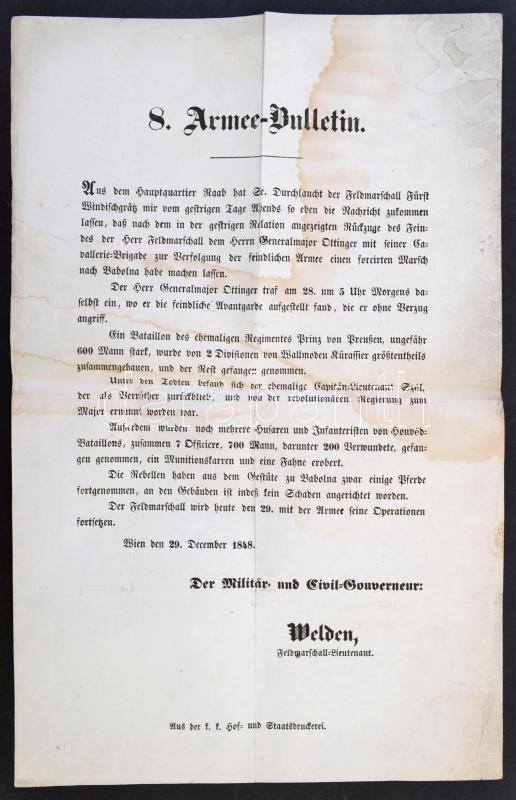 8. Armee-Bulletin.
Aus dem Hauptquartier Raab hat Se. Durchlaucht der Feldmarschall Fürst
Windischgrätz mir vom gestrigen Tage Abends so eben die Nachricht zukommen
lassen, daß nach dem in der gestrigen Relation angezeigten Rückzuge des Fein-
des der Herr Feldmarschall dem Herrn Generalmajor Ottinger mit seiner Ca-
vallerie-Brigade zur Verfolgung der feindlichen Armee einen forcirten Marsch
nach Babolna habe machen lassen.
Der Herr Generalmajor Ottinger traf am 28. um 5 Uhr Morgens da-
selbst ein, wo er die feindliche Avantgarde aufgestellt fand, die er ohne Verzug
angriff.
Ein Bataillon des ehemaligen Regimentes Prinz von Preußen, ungefähr
600 Mann stark, wurde von 2 Divisionen von Wallmoden Kürassier größtentheils
zusammengehauen, und der Rest gefangen genommen.
Unter den Todten befand sich der ehemalige Capitän-Lieutenant Szél,
der als Verräther zurückblieb, und von der revolutionären Regierung zum
Major ernannt worden war.
Außerdem wurden noch mehrere Husaren und Infanteristen von Honvéd-
Bataillons, zusammen 7 Officiere, 700 Mann, darunter 200 Verwundete, gefan-
gen genommen, ein Munitionskarren und eine Fahne erobert.
Die Rebellen haben aus dem Gestüte zu Babolna zwar einige Pferde
fortgenommen, an den Gebäuden ist indeß kein Schaden angerichtet worden.
Der Feldmarschall wird heute den 29. mit der Armee seine Operationen
fortsetzen.
Wien den 29. December 1848.
Der Militär- und Civil-Gouverneur:
Welden,
Feldmarschall-Lieutenant.
Aus der k. k. Hof- und Staatsdruckerei.